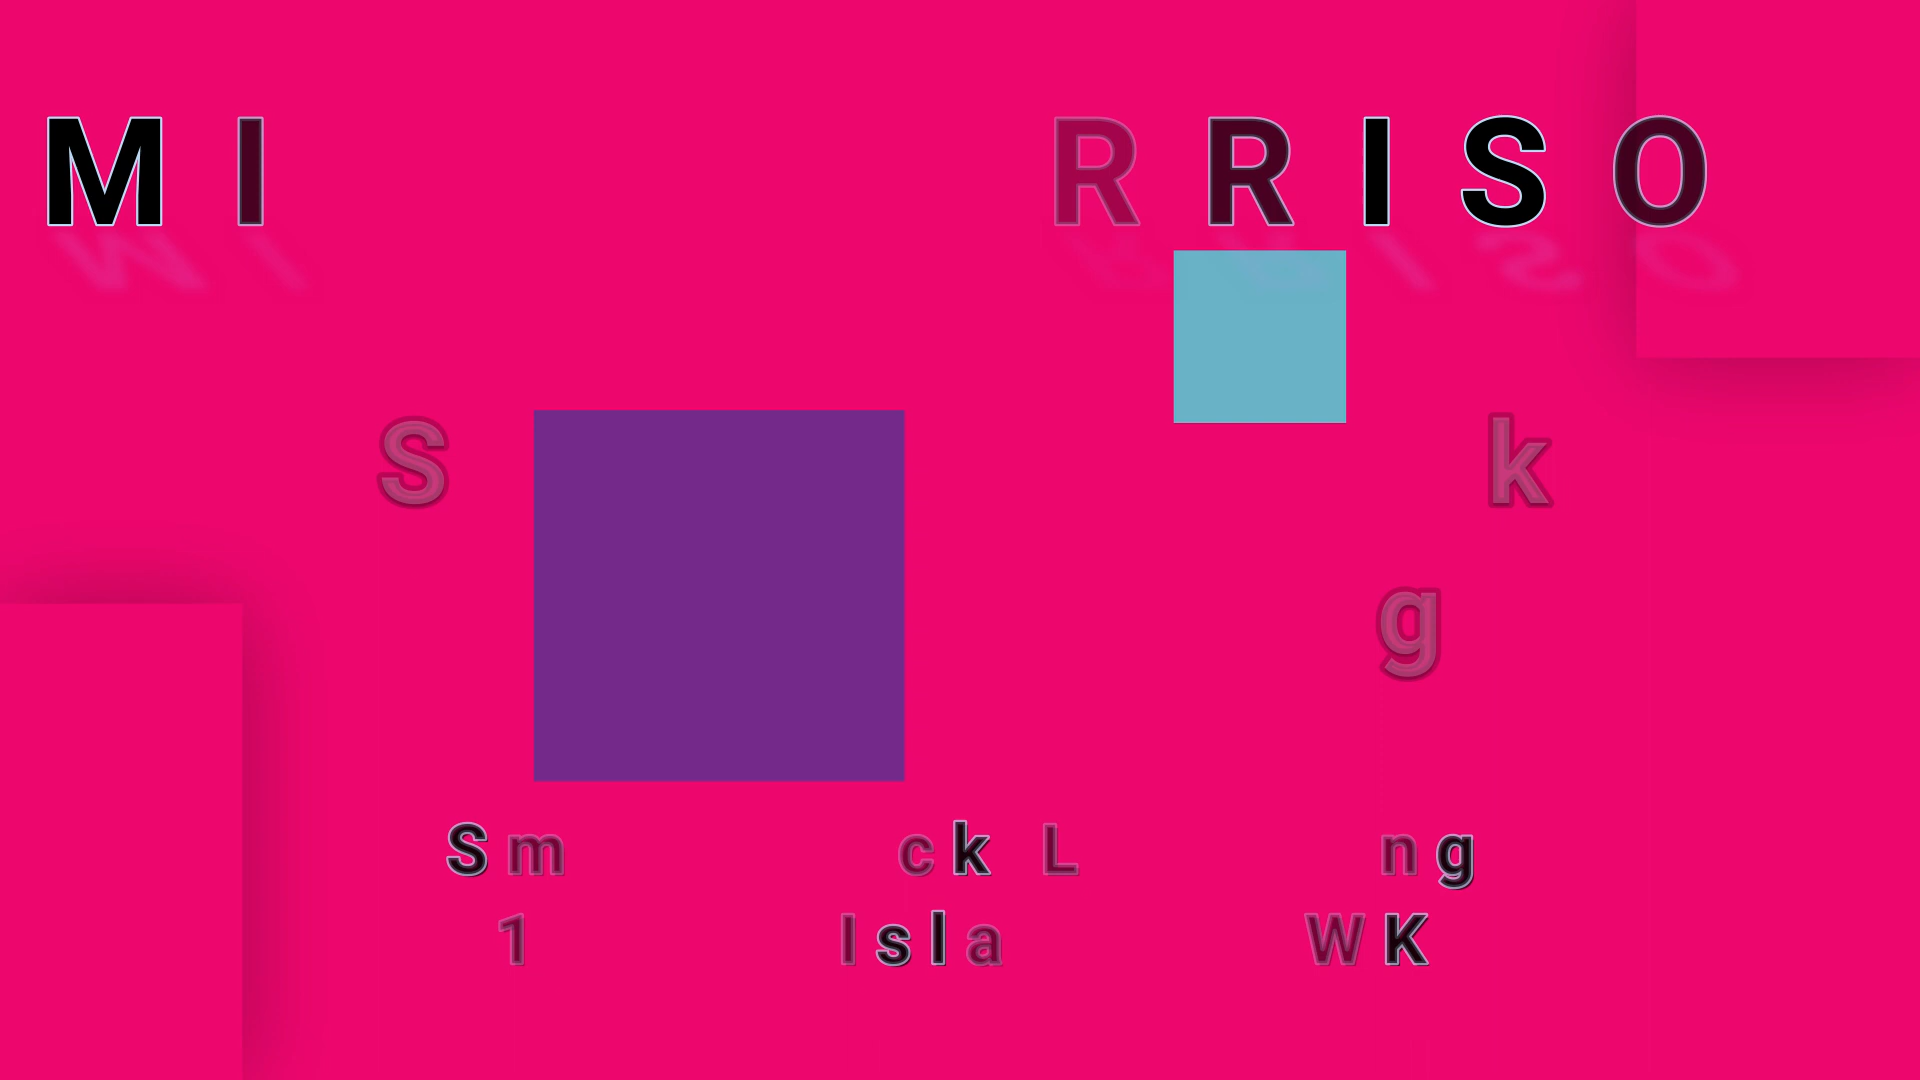 M I R R I S O
S k
g
S m c k L n g
1 I s l a W K